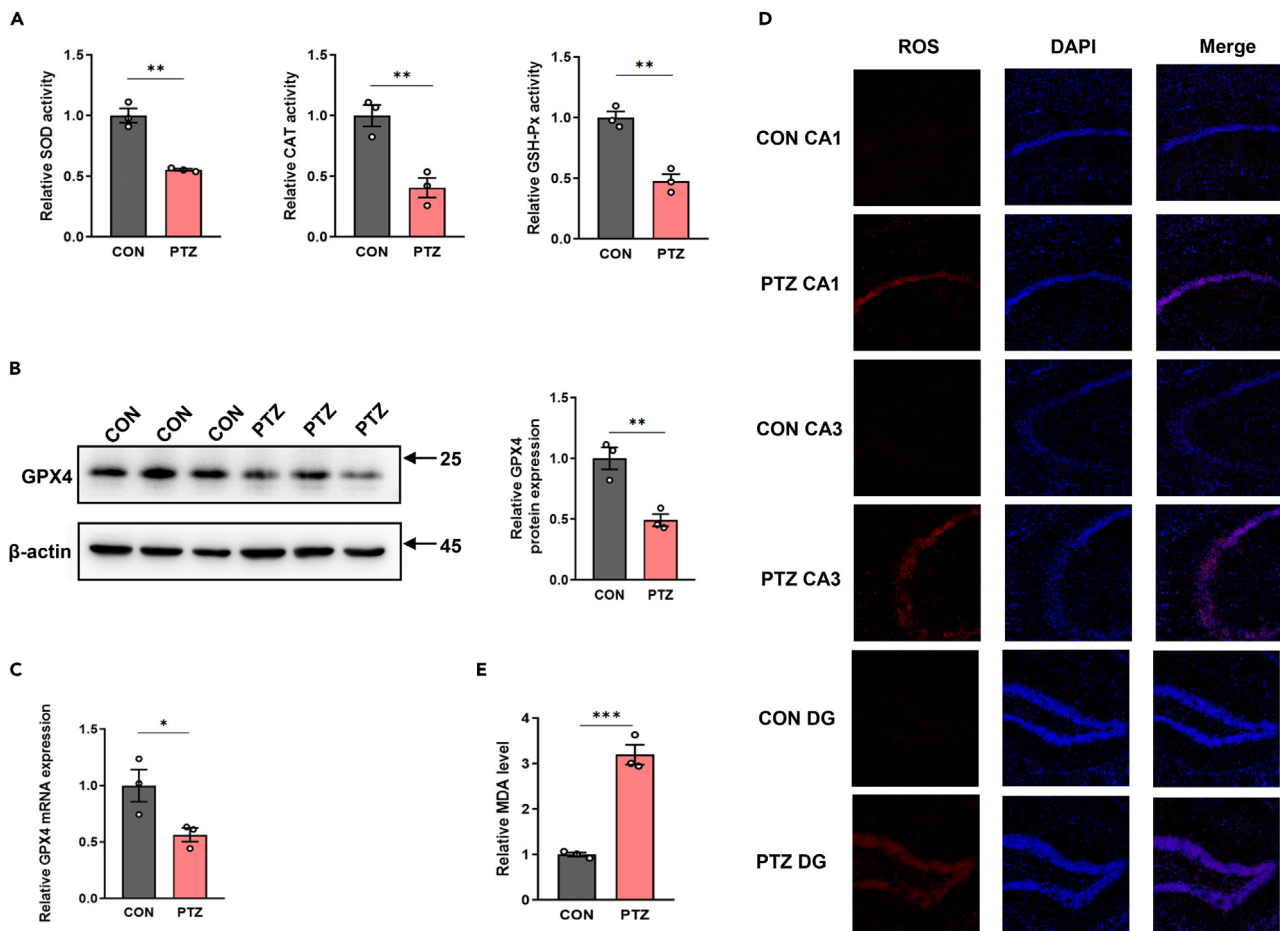 A
Relative SOD activity
1.5
1.0
0.5
0.0
**
CON PTZ
Relative CAT activity
1.5
1.0
0.5
0.0
**
CON PTZ
Relative GSH-Px activity
1.5
1.0
0.5
0.0
**
CON PTZ
B
CON CON CON PTZ PTZ PTZ
GPX4
25
β-actin
45
Relative GPX4
protein expression
1.5
1.0
0.5
0.0
**
CON PTZ
C
Relative GPX4 mRNA expression
1.5
1.0
0.5
0.0
*
CON PTZ
D
ROS DAPI Merge
CON CA1
PTZ CA1
CON CA3
PTZ CA3
CON DG
PTZ DG
E
Relative MDA level
4
3
2
1
0
***
CON PTZ